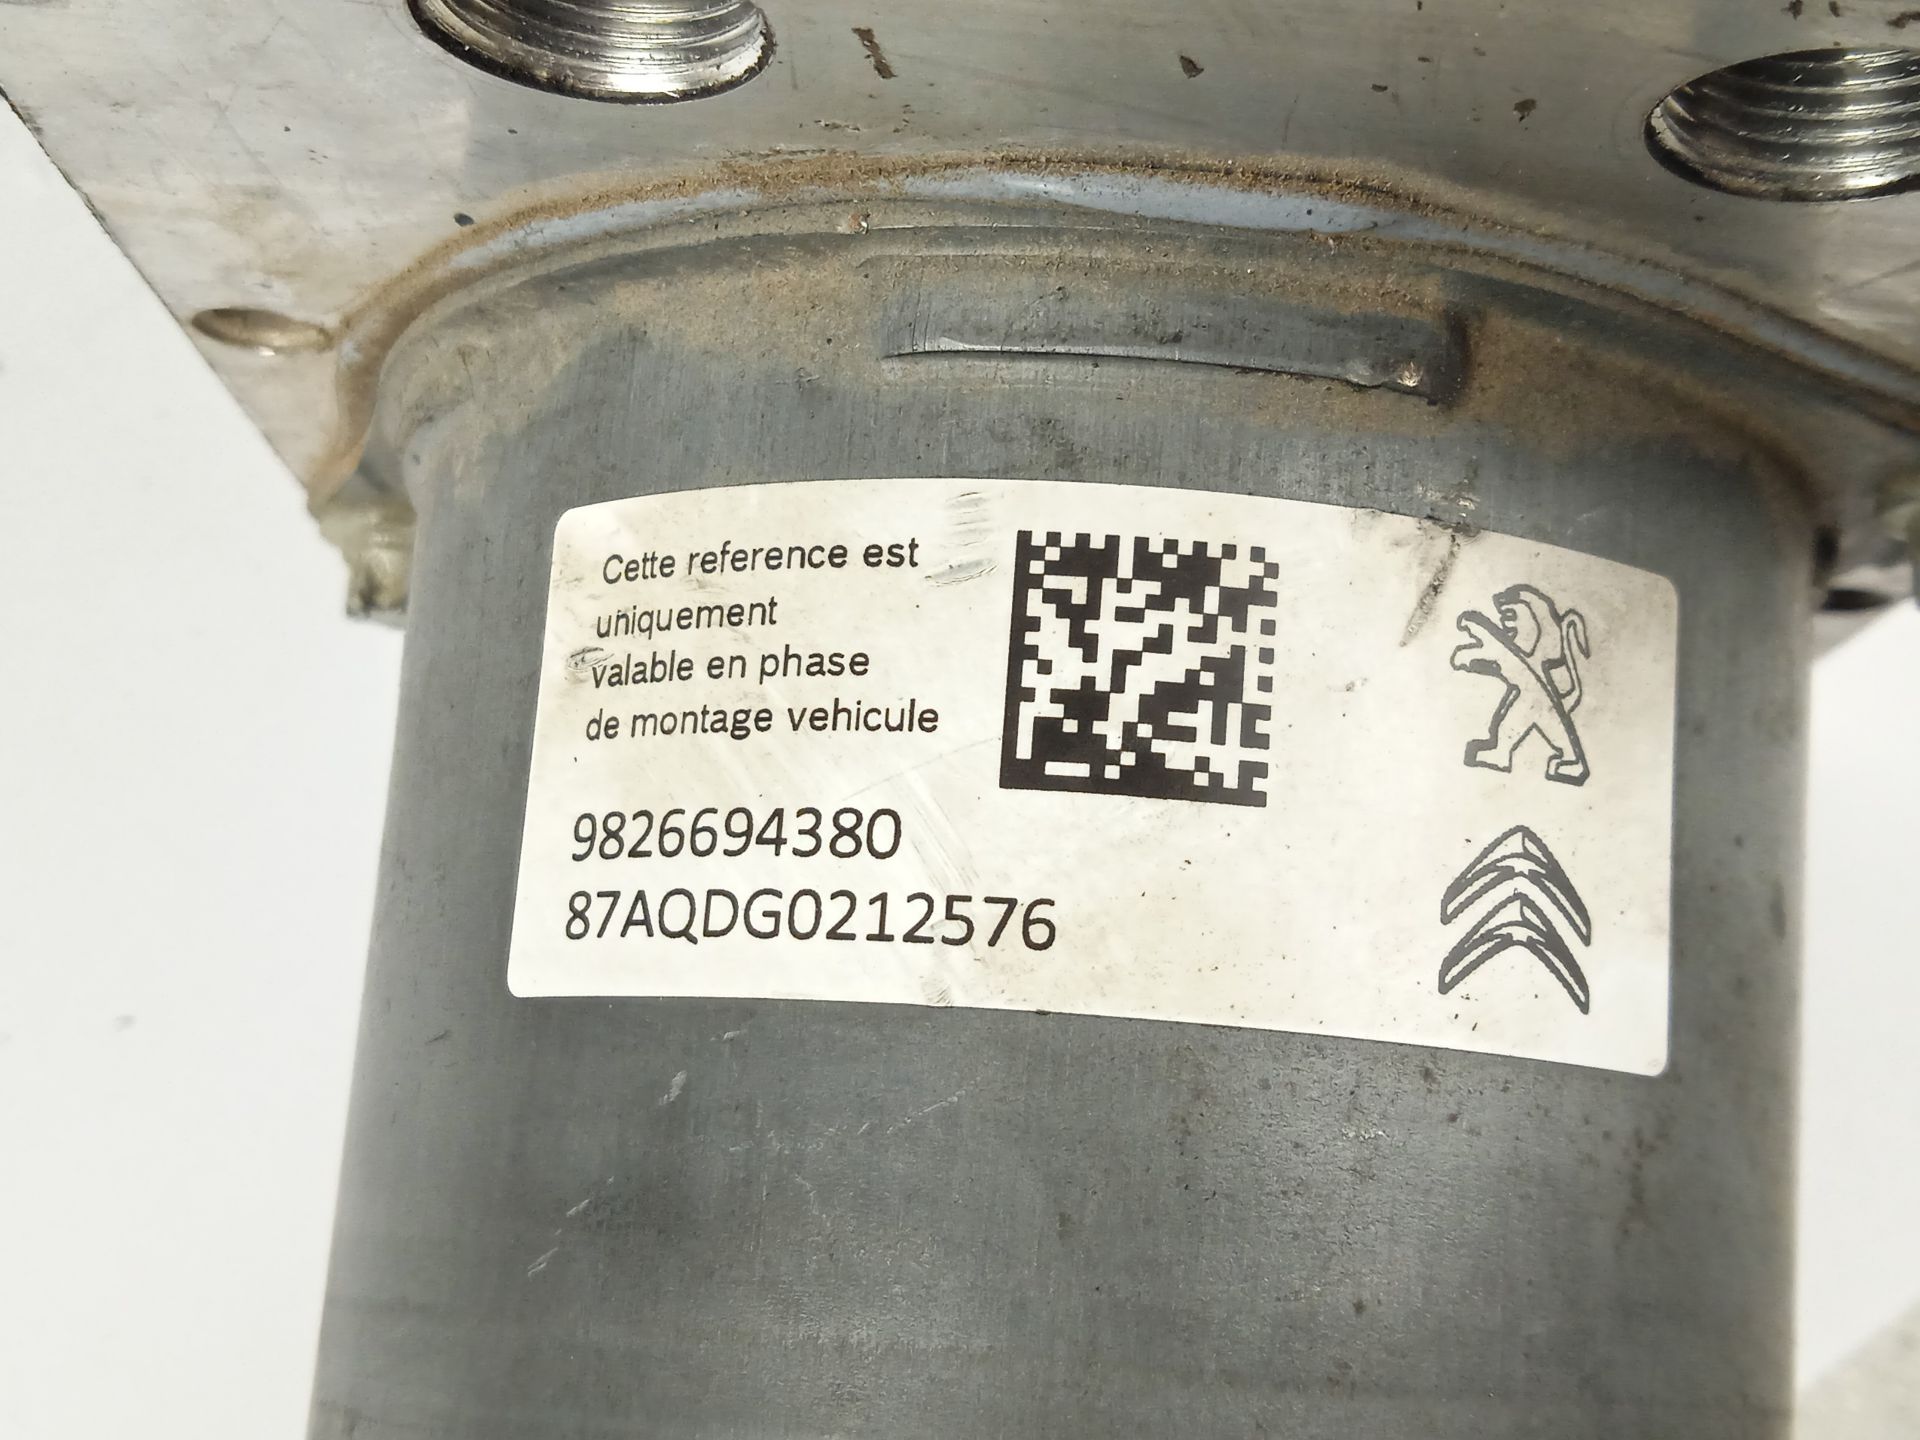 Cette reference est
uniquement
valable en phase
de montage vehicule
9826694380
87AQDG0212576